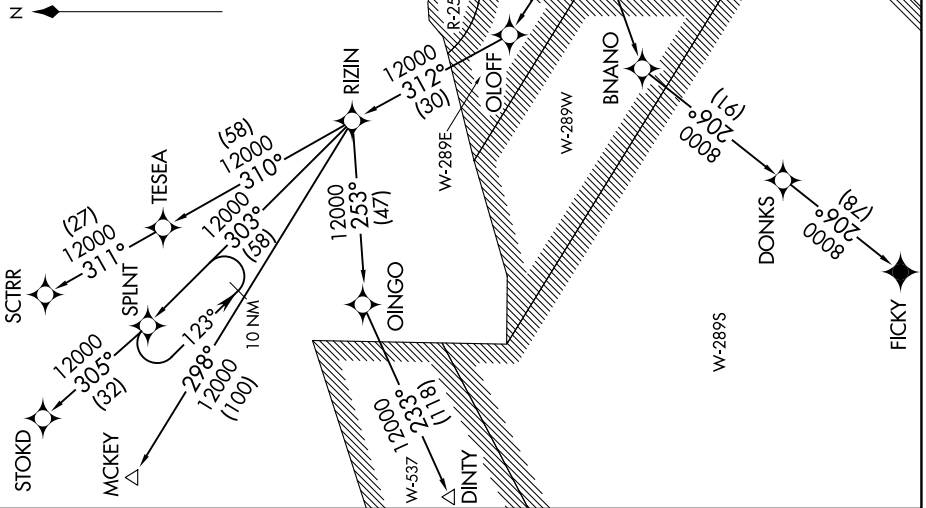 N
SCTRR
(27)
12000
311°
TESEA
(58)
12000
310°
RIZIN
12000
312°
(30)
R-25
OLOFF
W-289E
W-289W
BNANO
8000
206°
(91)
DONKS
8000
206°
(78)
FICKY
W-289S
STOKD
12000
305°
(32)
SPLNT
12000
303°
(58)
123°
10 NM
MCKEY
298°
12000
(100)
12000
253°
(47)
OINGO
12000
233°
(118)
W-537
DINTY